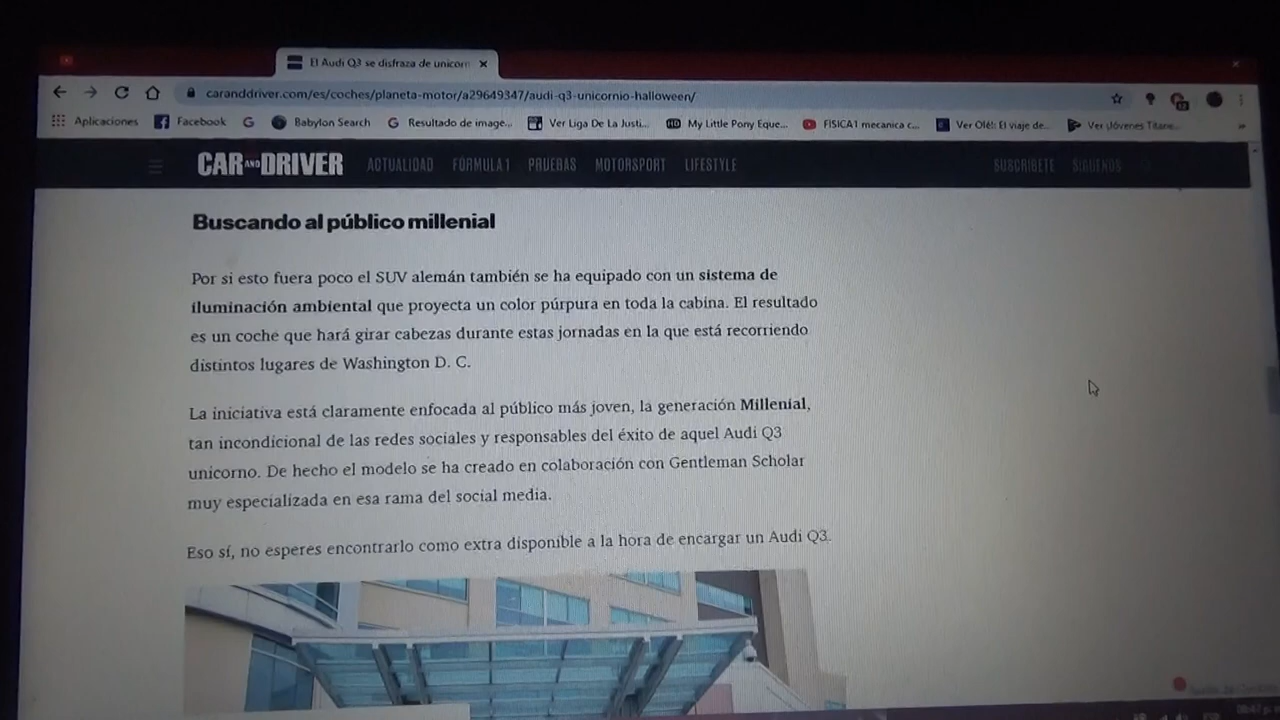 El Audi Q3 se disfraza de unicorn
caranddriver.com/es/coches/planeta-motor/a29649347/audi-q3-unicornio-halloween/
Aplicaciones Facebook Babylon Search Resultado de image... Ver Liga De La Justi... My Little Pony Eque... FISICA1 mecanica c... Ver Olé!: El viaje de... Ver Jóvenes Titane...
CAR AND DRIVER ACTUALIDAD FÓRMULA 1 PRUEBAS MOTORSPORT LIFESTYLE SUSCRÍBETE SÍGUENOS
Buscando al público millenial
Por si esto fuera poco el SUV alemán también se ha equipado con un sistema de
iluminación ambiental que proyecta un color púrpura en toda la cabina. El resultado
es un coche que hará girar cabezas durante estas jornadas en la que está recorriendo
distintos lugares de Washington D. C.
La iniciativa está claramente enfocada al público más joven, la generación Millenial,
tan incondicional de las redes sociales y responsables del éxito de aquel Audi Q3
unicorno. De hecho el modelo se ha creado en colaboración con Gentleman Scholar
muy especializada en esa rama del social media.
Eso sí, no esperes encontrarlo como extra disponible a la hora de encargar un Audi Q3.